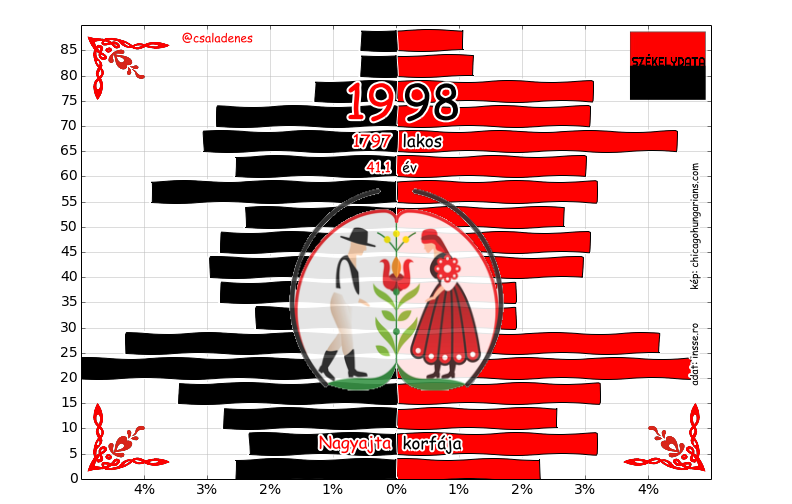 @csaladenes
SZÉKELYDATA
1998
1797 lakos
41,1 év
kép: chicagohungarians.com
adat: insse.ro
Nagyajta korfája
85
80
75
70
65
60
55
50
45
40
35
30
25
20
15
10
5
0
4% 3% 2% 1% 0% 1% 2% 3% 4%